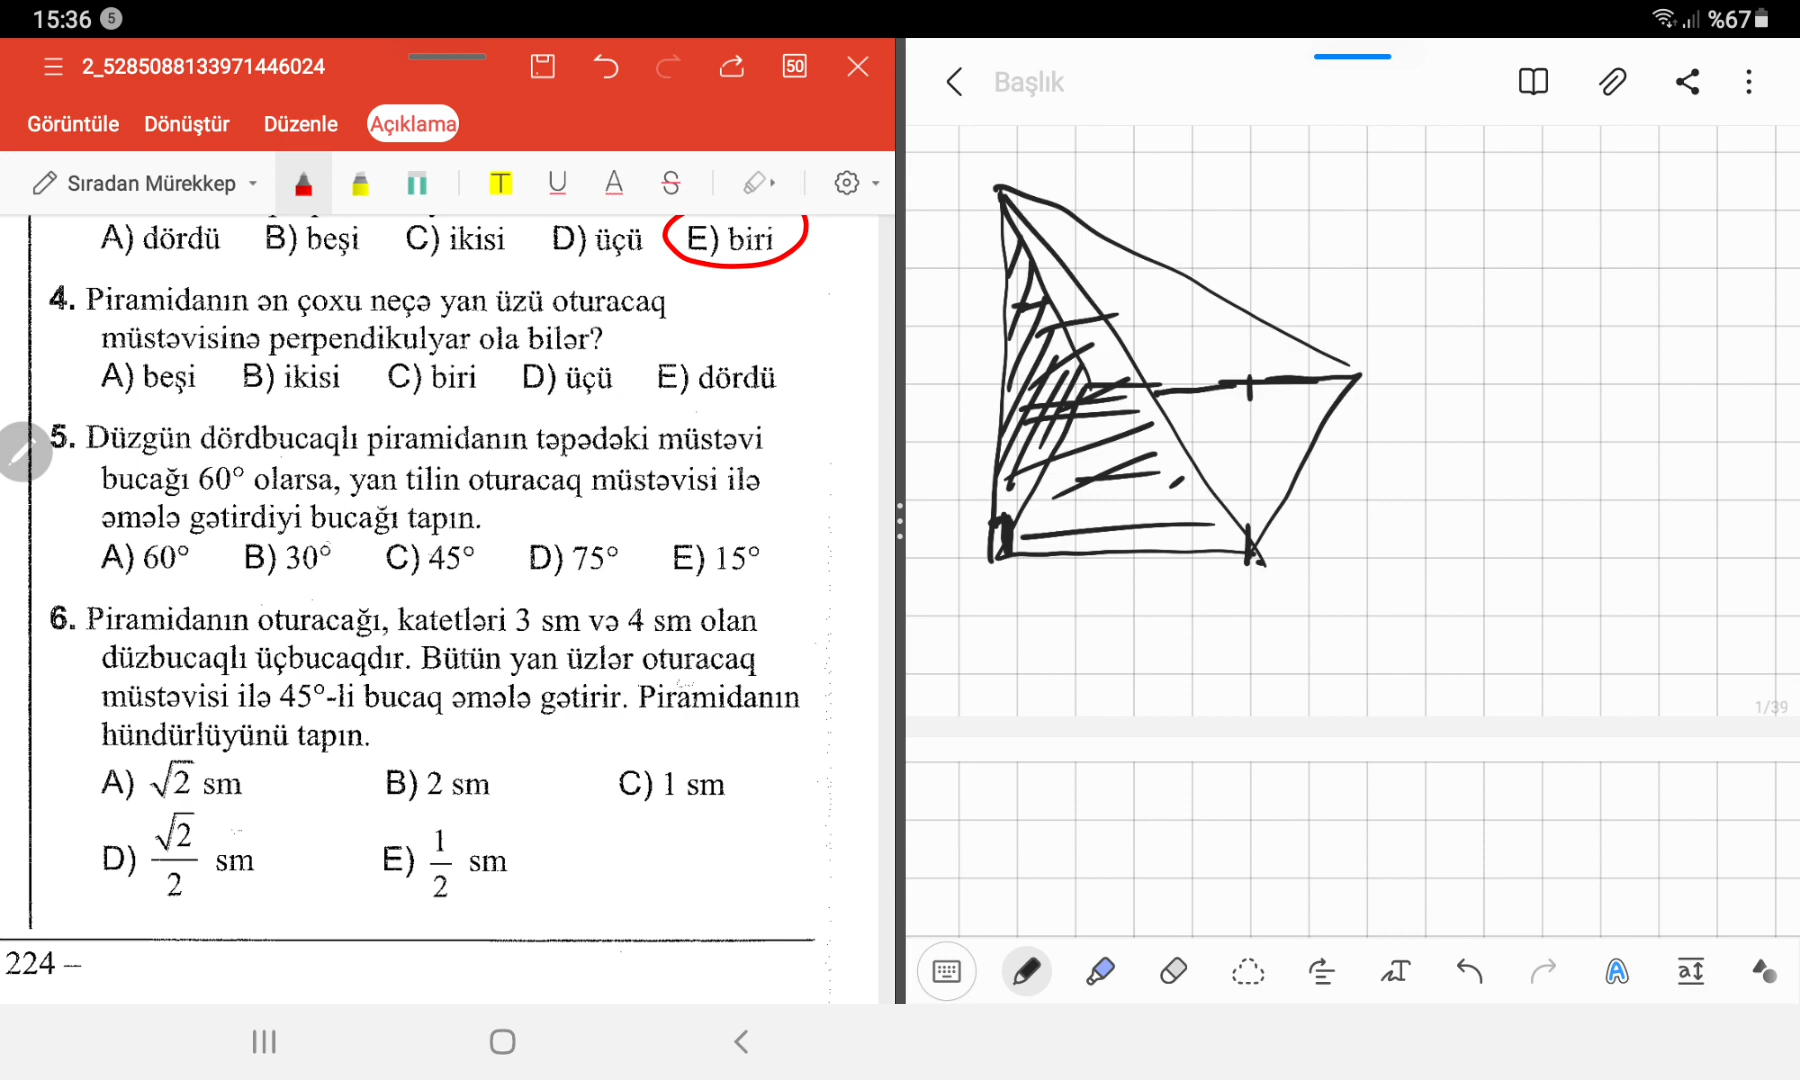 15:36 5 %67
2_5285088133971446024 50
Görüntüle Dönüştür Düzenle Açıklama
Sıradan Mürekkep T U A S
A) dördü B) beşi C) ikisi D) üçü E) biri
4. Piramidanın ən çoxu neçə yan üzü oturacaq
müstəvisinə perpendikulyar ola bilər?
A) beşi B) ikisi C) biri D) üçü E) dördü
5. Düzgün dördbucaqlı piramidanın təpədəki müstəvi
bucağı 60° olarsa, yan tilin oturacaq müstəvisi ilə
əmələ gətirdiyi bucağı tapın.
A) 60° B) 30° C) 45° D) 75° E) 15°
6. Piramidanın oturacağı, katetləri 3 sm və 4 sm olan
düzbucaqlı üçbucaqdır. Bütün yan üzlər oturacaq
müstəvisi ilə 45°-li bucaq əmələ gətirir. Piramidanın
hündürlüyünü tapın.
A) √2 sm B) 2 sm C) 1 sm
D) √2/2 sm E) 1/2 sm
224 –
Başlık
1/39